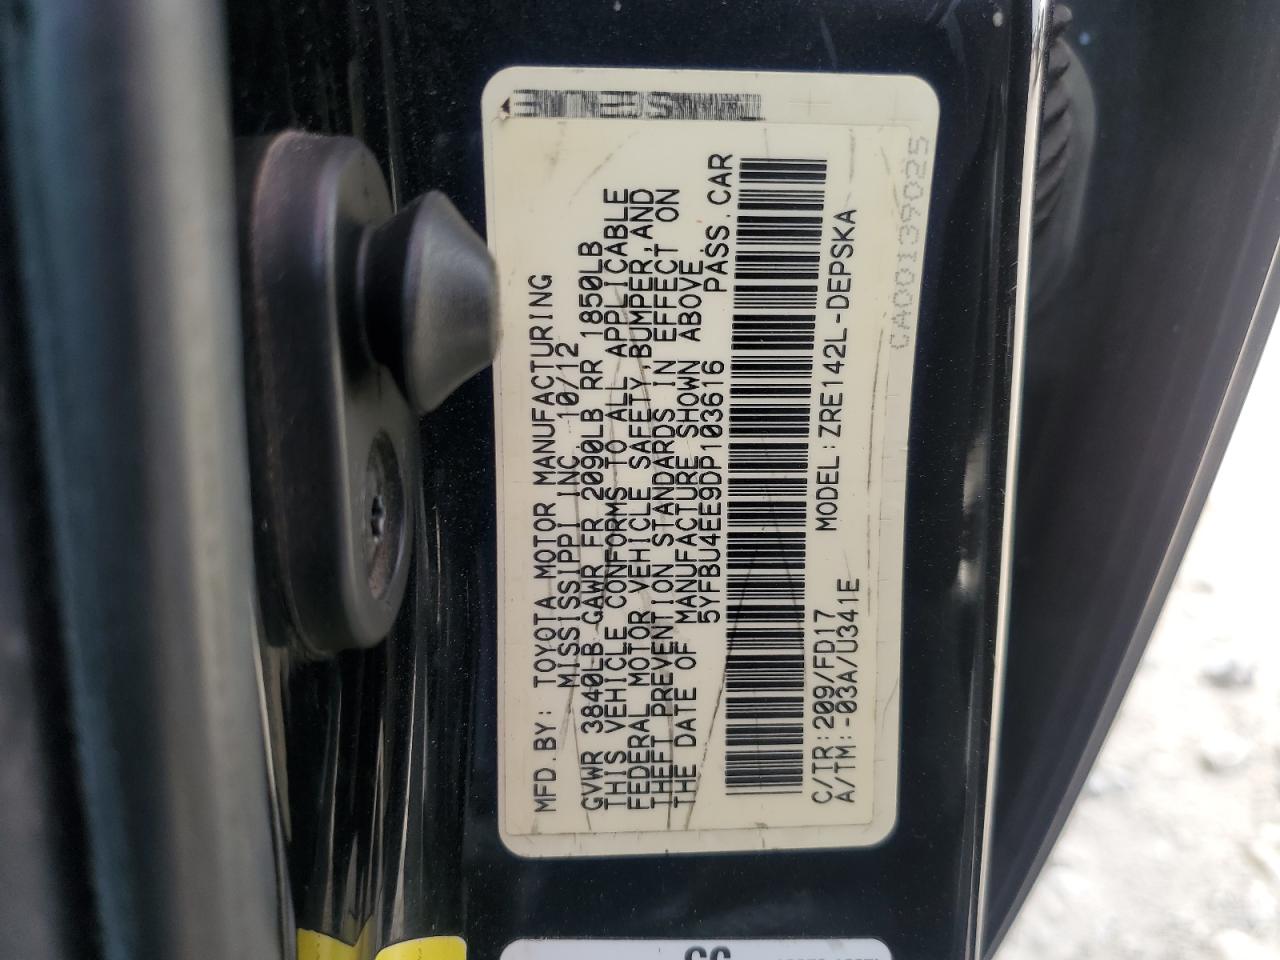 MFD.BY: TOYOTA MOTOR MANUFACTURING
MISSISSIPPI INC. 10/12
GVWR 3840LB GAWR FR 2090LB RR 1850LB
THIS VEHICLE CONFORMS TO ALL APPLICABLE
FEDERAL MOTOR VEHICLE SAFETY,BUMPER,AND
THEFT PREVENTION STANDARDS IN EFFECT ON
THE DATE OF MANUFACTURE SHOWN ABOVE.
5YFBU4EE9DP103616 PASS.CAR
C/TR:209/FD17 MODEL:ZRE142L-DEPSKA
A/TM:-03A/U341E
CA00139025